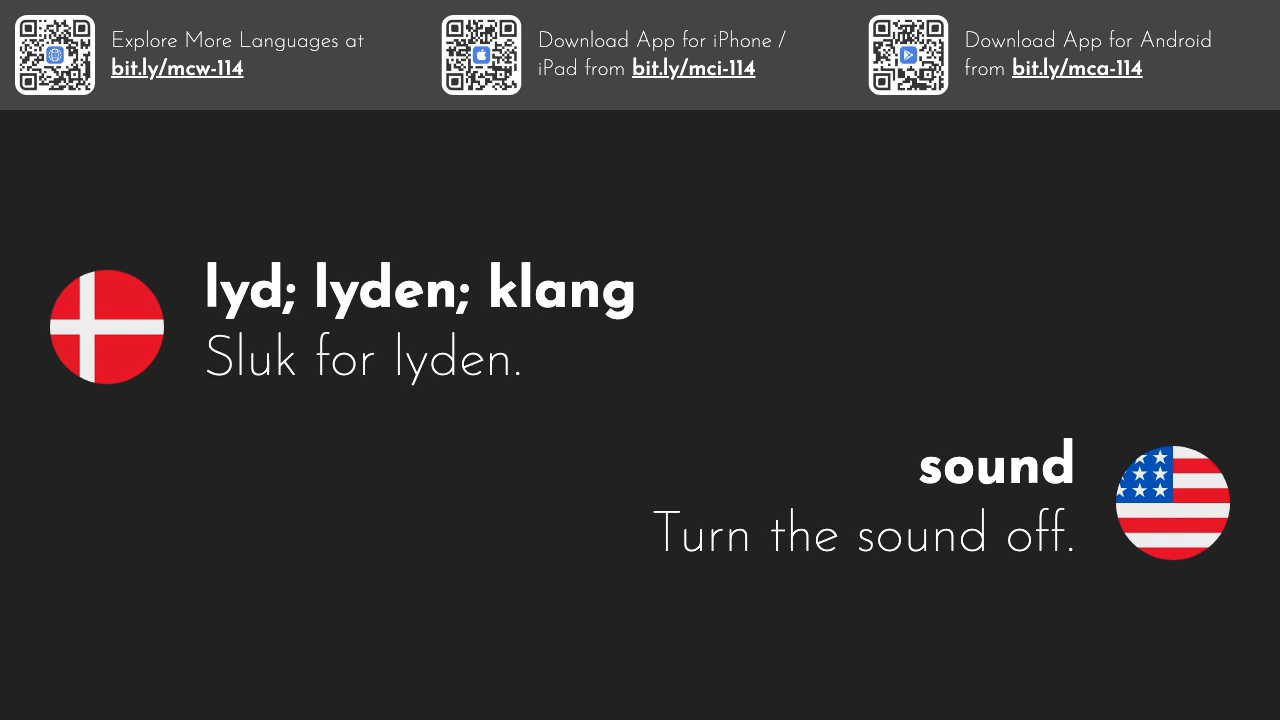 Explore More Languages at
bit.ly/mcw-114
Download App for iPhone /
iPad from bit.ly/mci-114
Download App for Android
from bit.ly/mca-114
lyd; lyden; klang
Sluk for lyden.
sound
Turn the sound off.